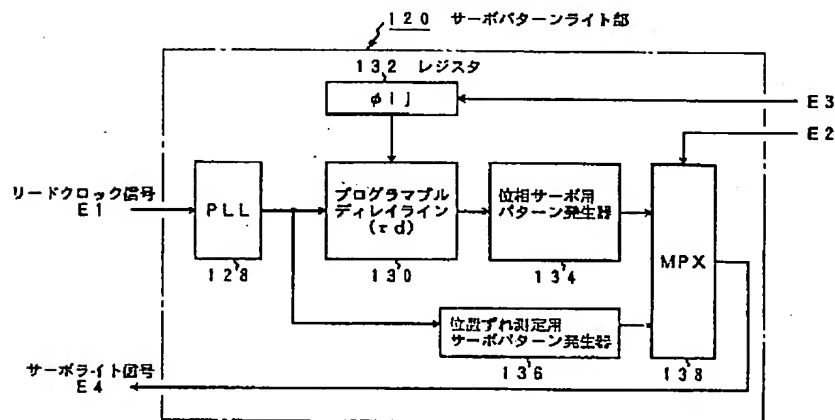 120 サーボパターンライト部
132 レジスタ
φij
E3
E2
リードクロック信号
E1
PLL
プログラマブル
ディレイライン
(τd)
位相サーボ用
パターン発生器
MPX
128
130
134
位置ずれ測定用
サーボパターン発生器
サーボライト信号
E4
136
138